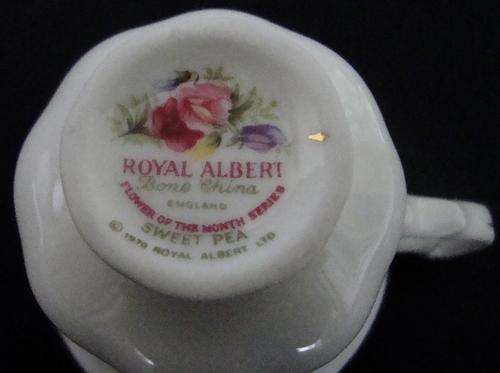 ROYAL ALBERT
Bone China
ENGLAND
FLOWER OF THE MONTH SERIES
SWEET PEA
© 1970 ROYAL ALBERT LTD